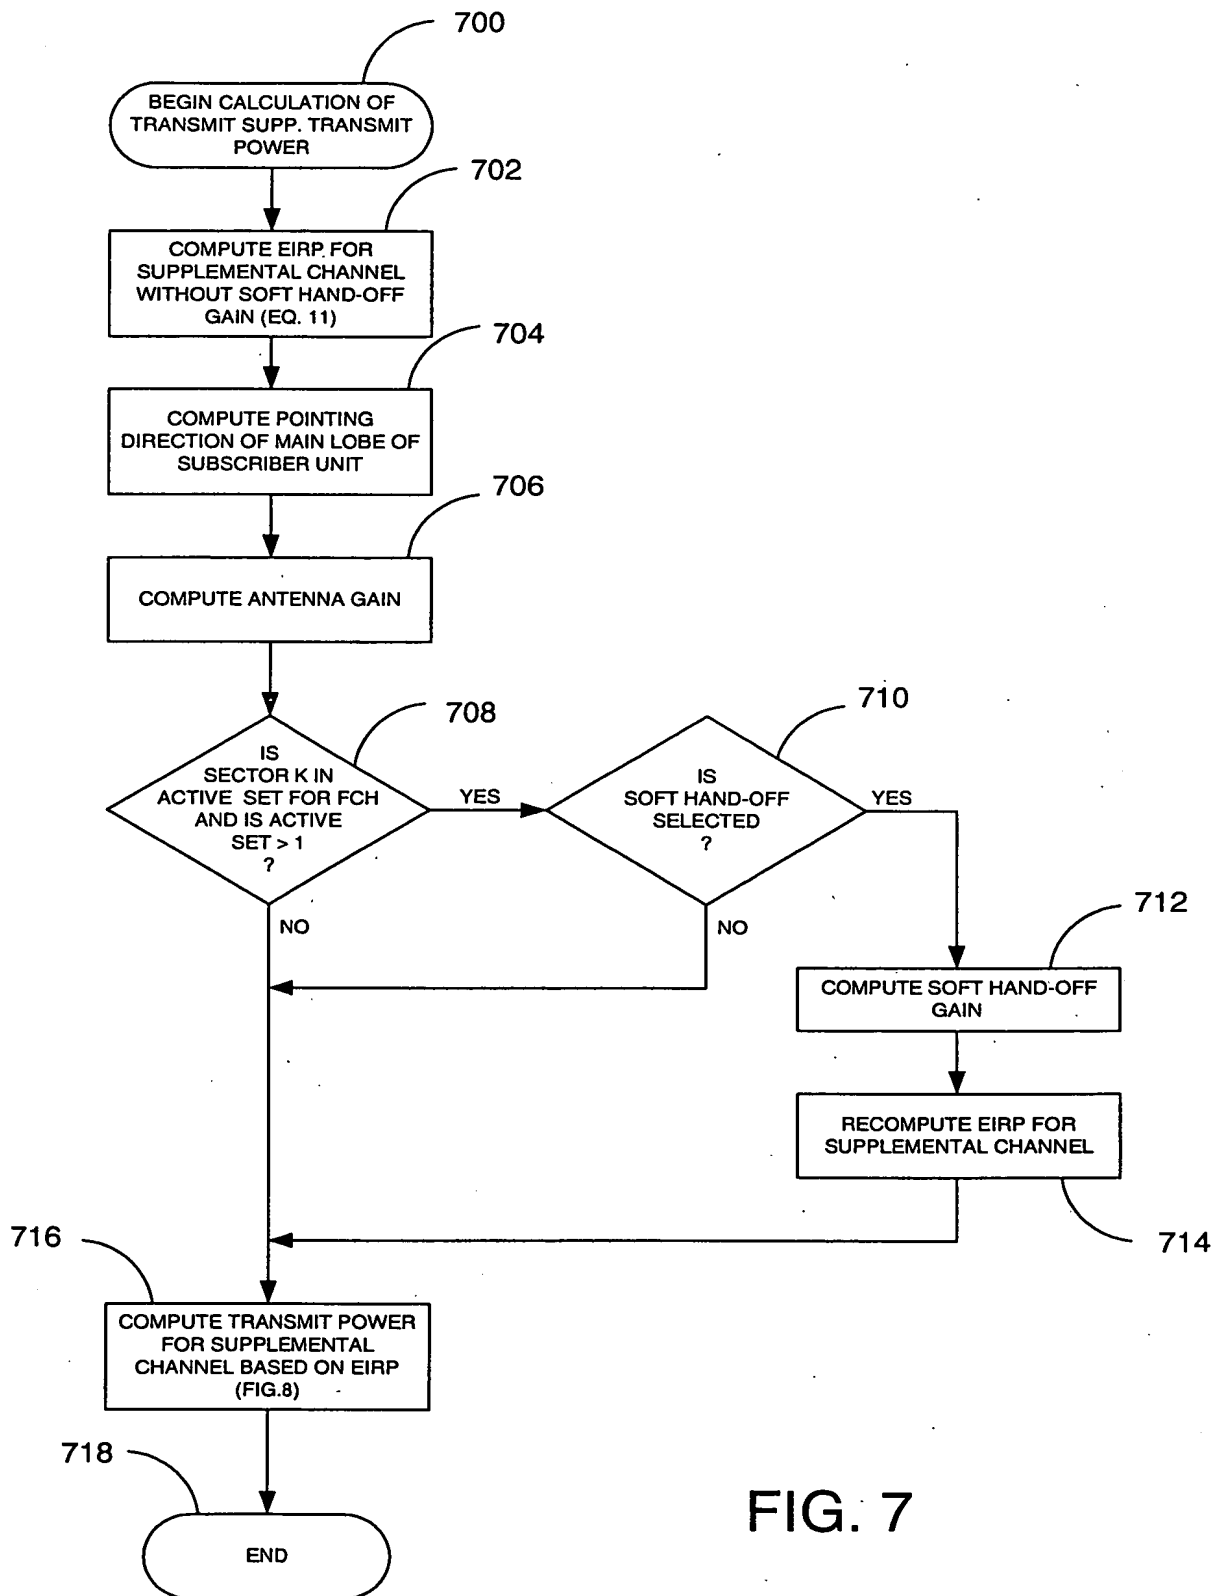 700
BEGIN CALCULATION OF
TRANSMIT SUPP. TRANSMIT
POWER
702
COMPUTE EIRP FOR
SUPPLEMENTAL CHANNEL
WITHOUT SOFT HAND-OFF
GAIN (EQ. 11)
704
COMPUTE POINTING
DIRECTION OF MAIN LOBE OF
SUBSCRIBER UNIT
706
COMPUTE ANTENNA GAIN
708
IS
SECTOR K IN
ACTIVE SET FOR FCH
AND IS ACTIVE
SET > 1
?
YES
NO
710
IS
SOFT HAND-OFF
SELECTED
?
YES
NO
712
COMPUTE SOFT HAND-OFF
GAIN
RECOMPUTE EIRP FOR
SUPPLEMENTAL CHANNEL
714
716
COMPUTE TRANSMIT POWER
FOR SUPPLEMENTAL
CHANNEL BASED ON EIRP
(FIG.8)
718
END
FIG. 7